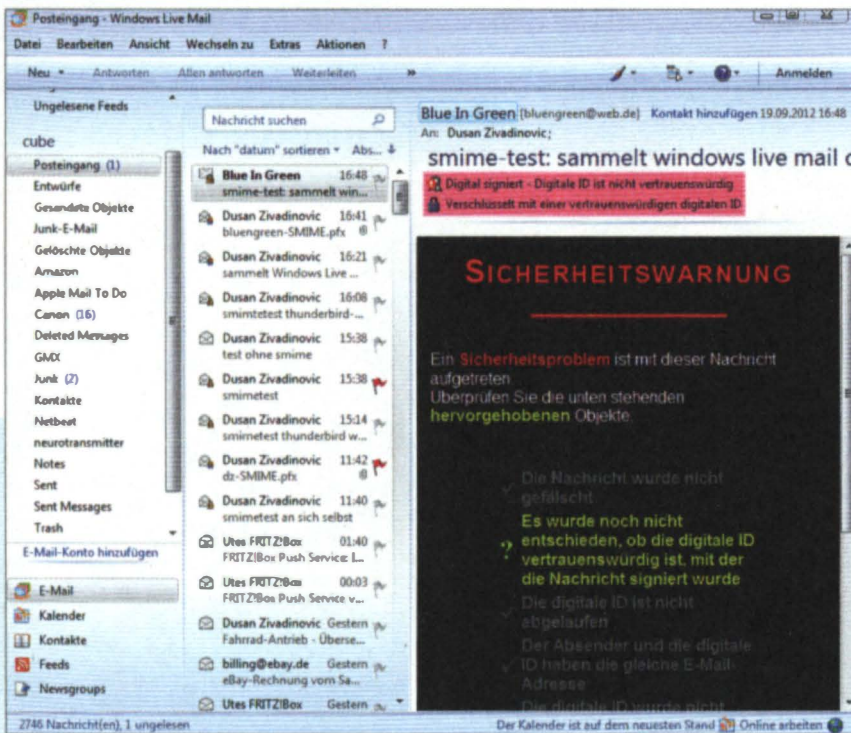 Posteingang - Windows Live Mail
Datei Bearbeiten Ansicht Wechseln zu Extras Aktionen ?
Neu Antworten Allen antworten Weiterleiten » Anmelden
Ungelesene Feeds
cube
Posteingang (1)
Entwürfe
Gesendete Objekte
Junk-E-Mail
Gelöschte Objekte
Amazon
Apple Mail To Do
Canon (16)
Deleted Messages
GMX
Junk (2)
Kontakte
Netbeat
neurotransmitter
Notes
Sent
Sent Messages
Trash
E-Mail-Konto hinzufügen
E-Mail
Kalender
Kontakte
Feeds
Newsgroups
Nachricht suchen
Nach "datum" sortieren Abs...
Blue In Green 16:48
smime-test: sammelt win...
Dusan Zivadinovic 16:41
bluengreen-SMIME.pfx
Dusan Zivadinovic 16:21
sammelt Windows Live ...
Dusan Zivadinovic 16:08
smimtetest thunderbird-...
Dusan Zivadinovic 15:38
test ohne smime
Dusan Zivadinovic 15:38
smimetest
Dusan Zivadinovic 15:14
smimetest thunderbird w...
Dusan Zivadinovic 11:42
dz-SMIME.pfx
Dusan Zivadinovic 11:40
smimetest an sich selbst
Utes FRITZ!Box 01:40
FRITZ!Box Push Service: L...
Utes FRITZ!Box 00:03
FRITZ!Box Push Service v...
Dusan Zivadinovic Gestern
Fahrrad-Antrieb - Überse...
billing@ebay.de Gestern
eBay-Rechnung vom Sa...
Utes FRITZ!Box Gestern
Blue In Green [bluengreen@web.de] Kontakt hinzufügen 19.09.2012 16:48
An: Dusan Zivadinovic;
smime-test: sammelt windows live mail
Digital signiert - Digitale ID ist nicht vertrauenswürdig
Verschlüsselt mit einer vertrauenswürdigen digitalen ID
SICHERHEITSWARNUNG
Ein Sicherheitsproblem ist mit dieser Nachricht
aufgetreten.
Überprüfen Sie die unten stehenden
hervorgehobenen Objekte.
Die Nachricht wurde nicht
gefälscht
? Es wurde noch nicht
entschieden, ob die digitale ID
vertrauenswürdig ist, mit der
die Nachricht signiert wurde
Die digitale ID ist nicht
abgelaufen
Der Absender und die digitale
ID haben die gleiche E-Mail-
Adresse
Die digitale ID wurde nicht
2746 Nachricht(en), 1 ungelesen
Der Kalender ist auf dem neuesten Stand Online arbeiten